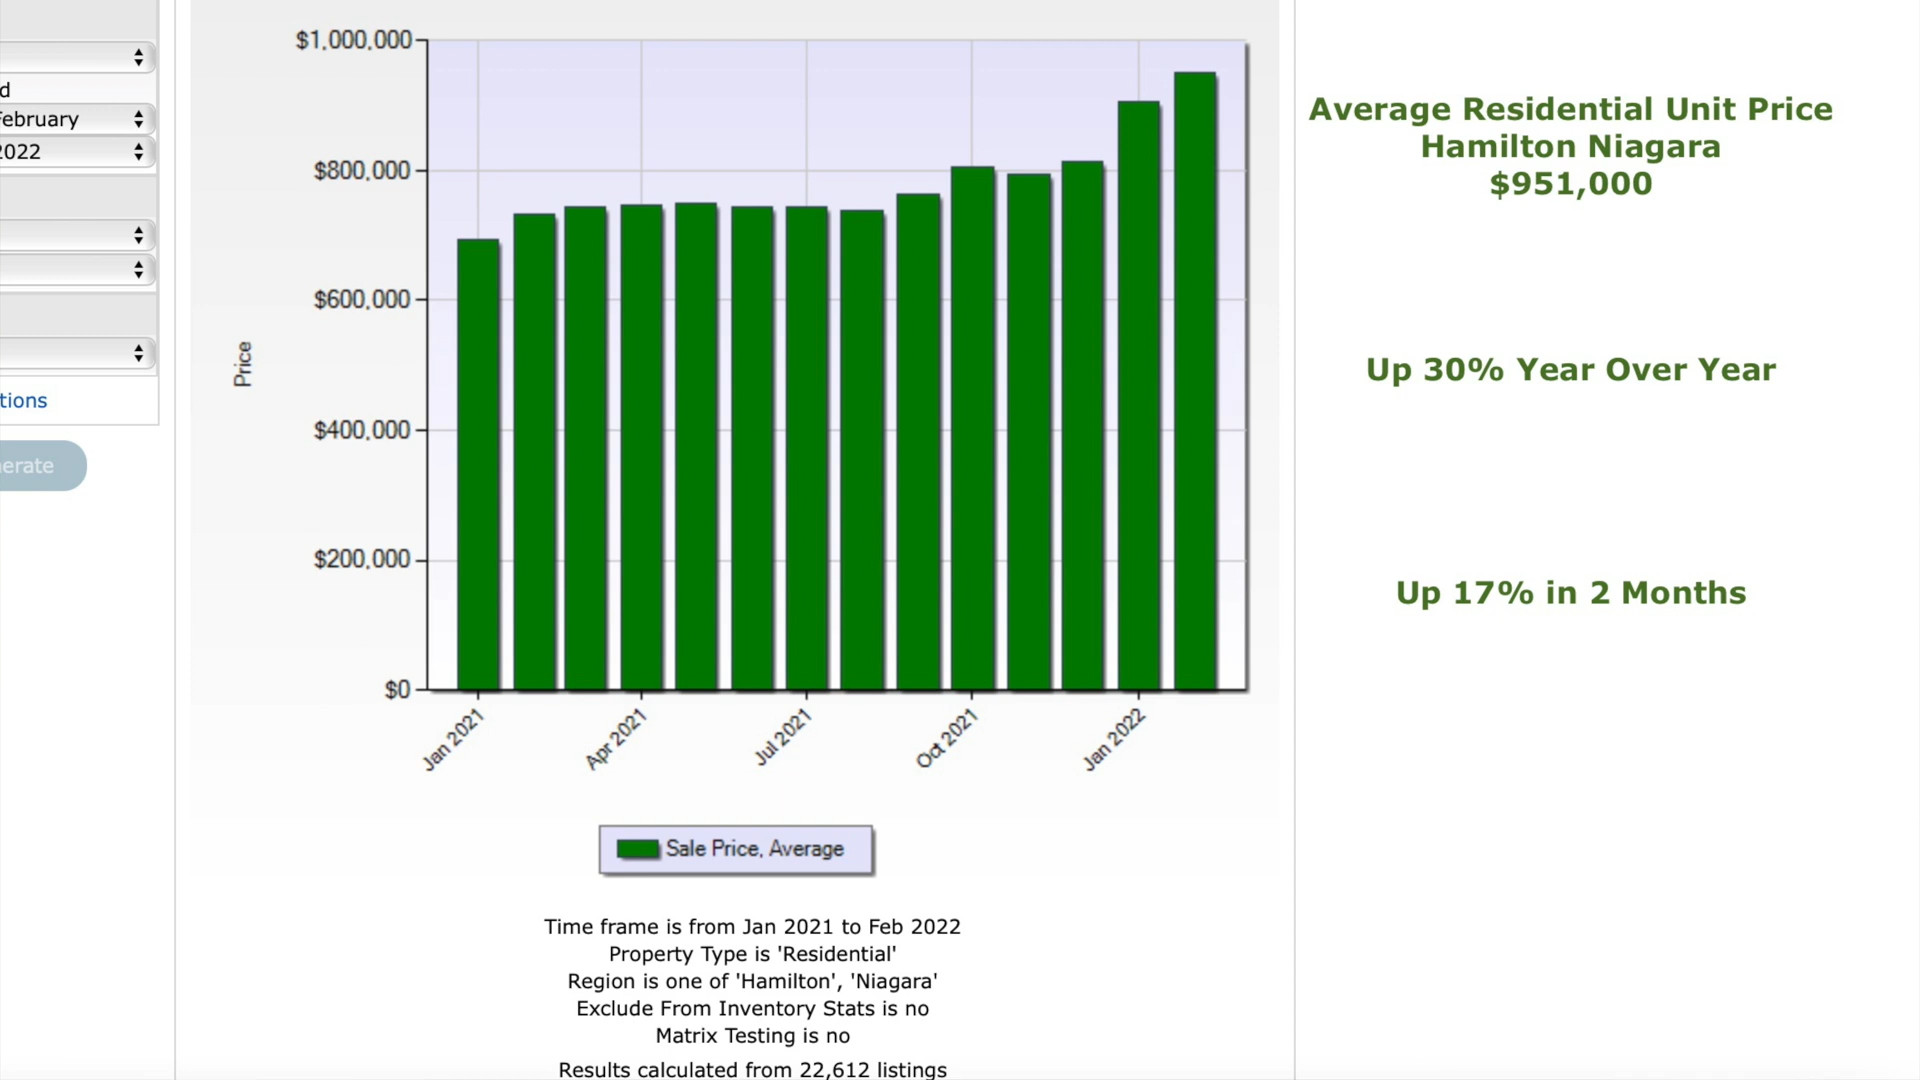 d
February
2022
tions
nerate
$1,000,000
$800,000
$600,000
$400,000
$200,000
$0
Price
Jan 2021
Apr 2021
Jul 2021
Oct 2021
Jan 2022
Sale Price, Average
Time frame is from Jan 2021 to Feb 2022
Property Type is 'Residential'
Region is one of 'Hamilton', 'Niagara'
Exclude From Inventory Stats is no
Matrix Testing is no
Results calculated from 22,612 listings
Average Residential Unit Price
Hamilton Niagara
$951,000
Up 30% Year Over Year
Up 17% in 2 Months